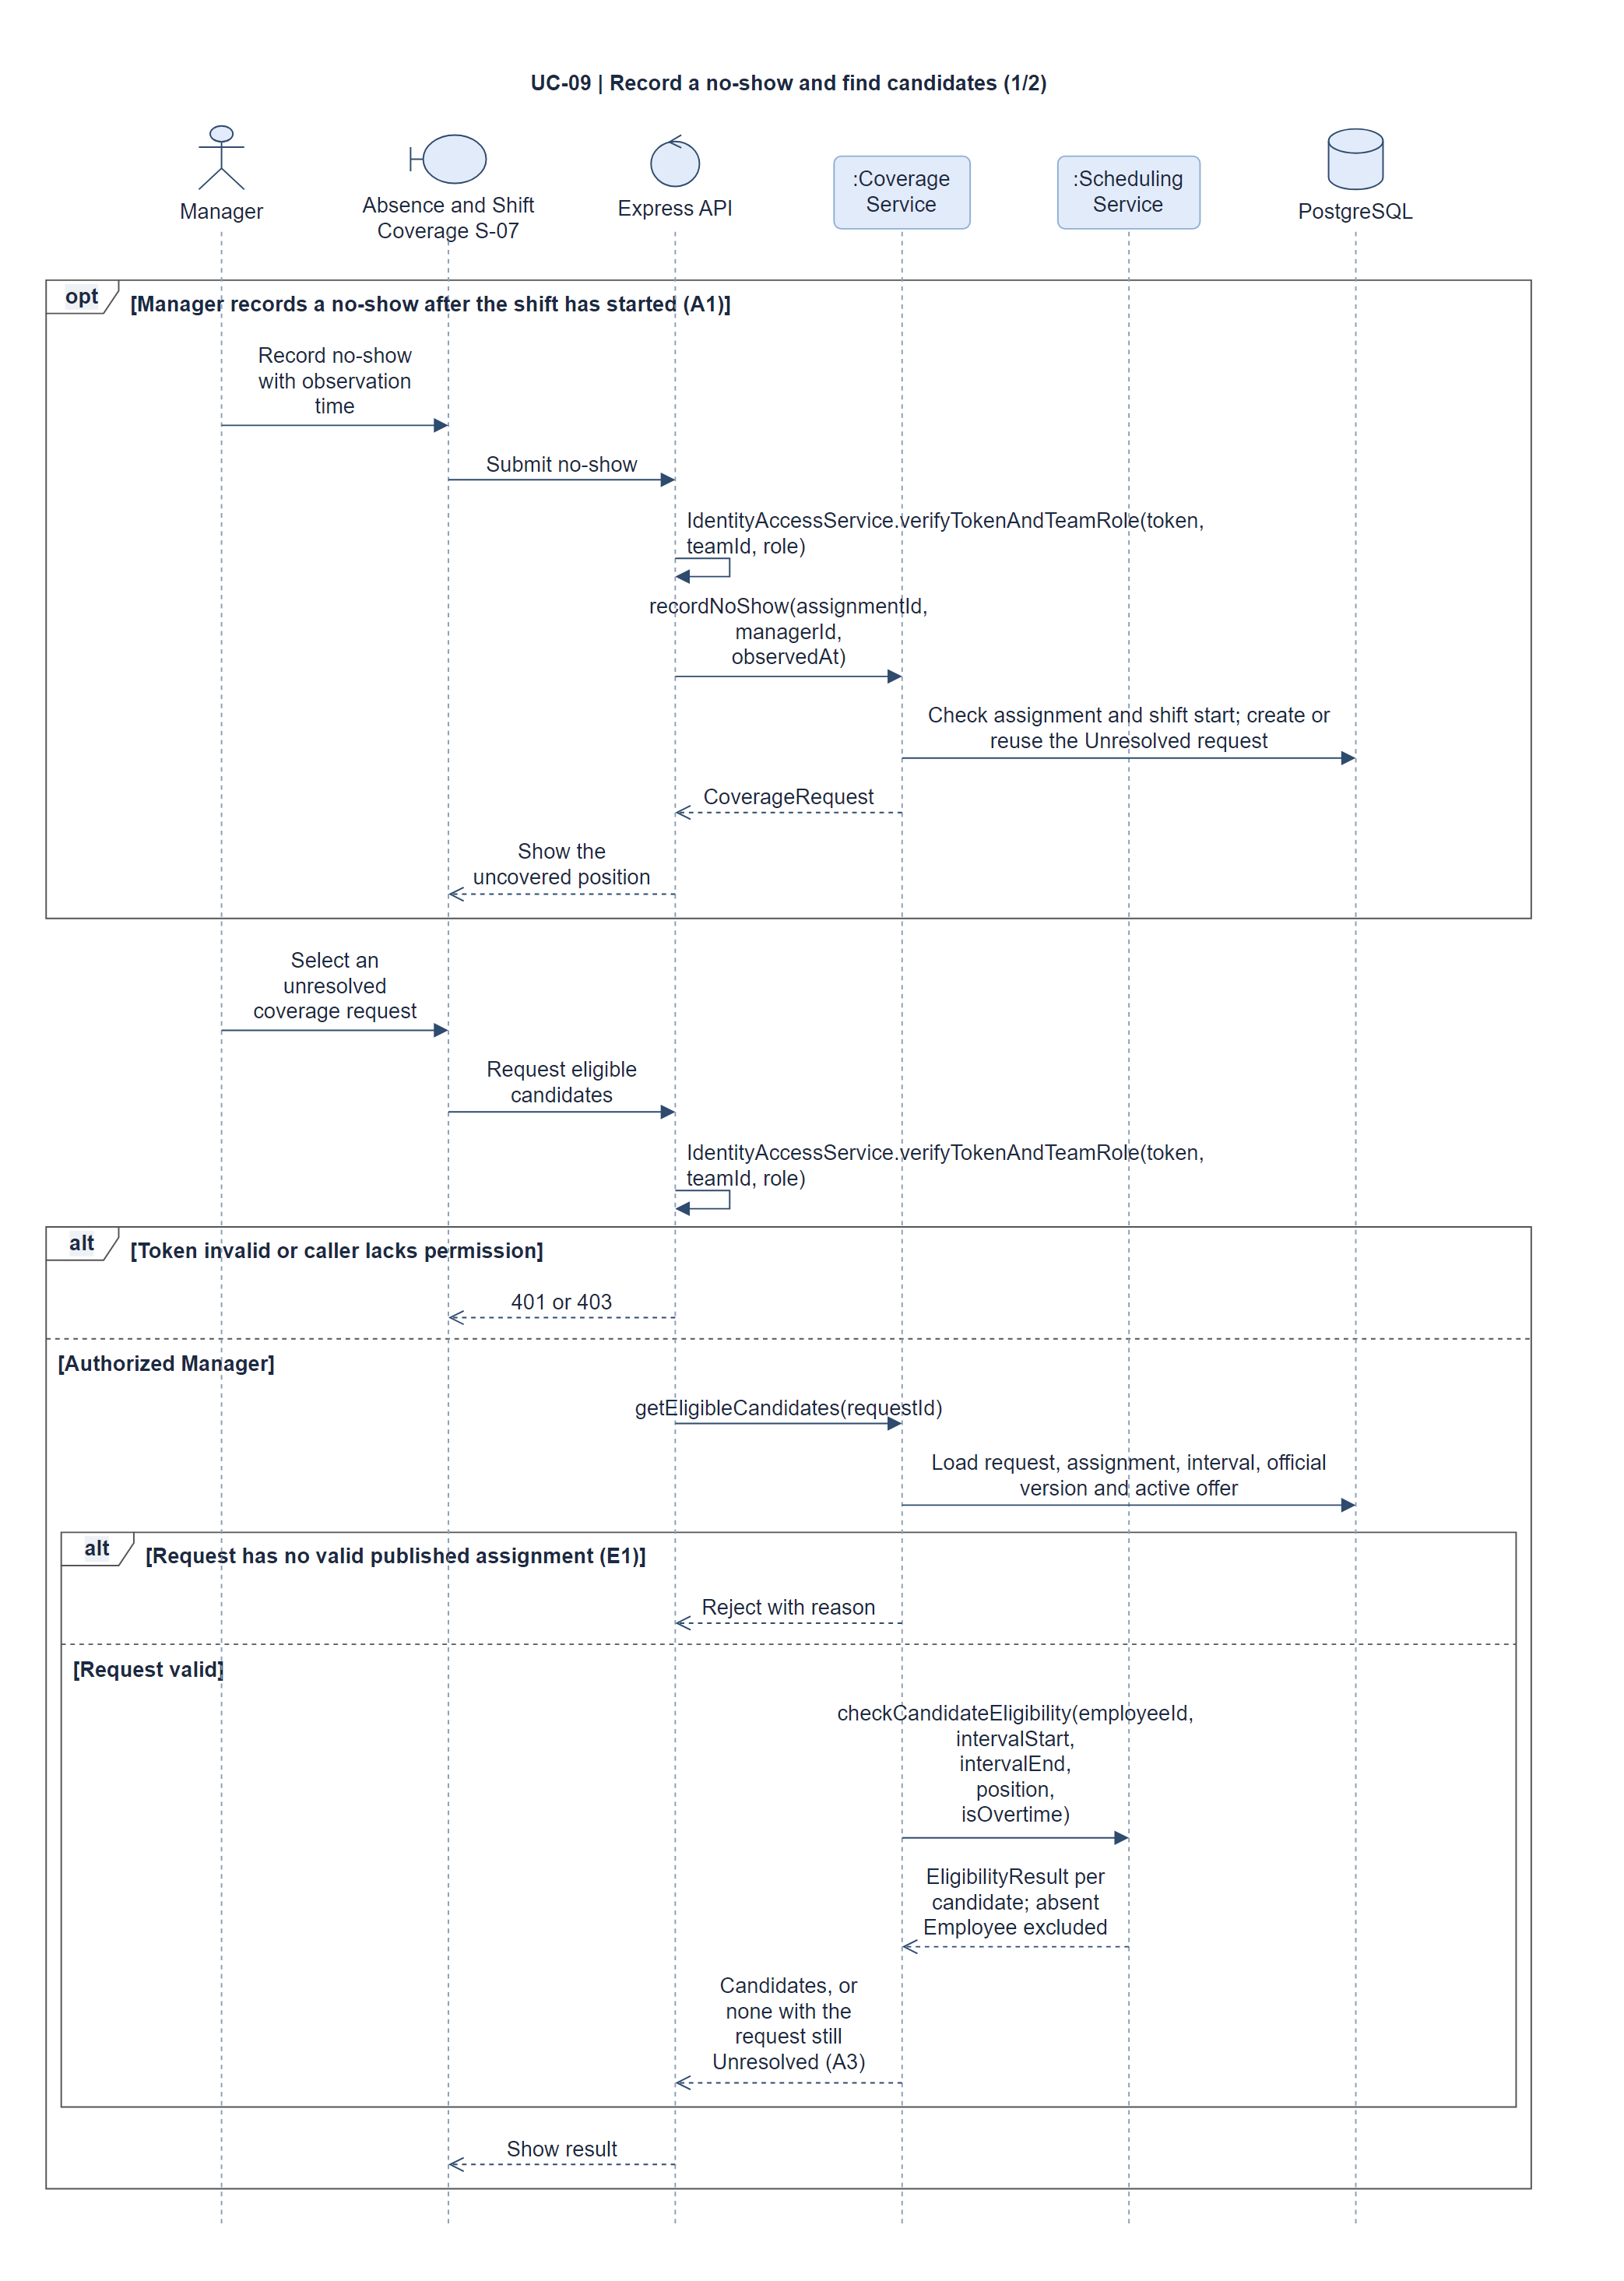 UC-09 | Record a no-show and find candidates (1/2)
Manager
Absence and Shift
Coverage S-07
Express API
:Coverage
Service
:Scheduling
Service
PostgreSQL
opt
[Manager records a no-show after the shift has started (A1)]
Record no-show
with observation
time
Submit no-show
IdentityAccessService.verifyTokenAndTeamRole(token,
teamId, role)
recordNoShow(assignmentId,
managerId,
observedAt)
Check assignment and shift start; create or
reuse the Unresolved request
CoverageRequest
Show the
uncovered position
Select an
unresolved
coverage request
Request eligible
candidates
IdentityAccessService.verifyTokenAndTeamRole(token,
teamId, role)
alt
[Token invalid or caller lacks permission]
401 or 403
[Authorized Manager]
getEligibleCandidates(requestId)
Load request, assignment, interval, official
version and active offer
alt
[Request has no valid published assignment (E1)]
Reject with reason
[Request valid]
checkCandidateEligibility(employeeId,
intervalStart,
intervalEnd,
position,
isOvertime)
EligibilityResult per
candidate; absent
Employee excluded
Candidates, or
none with the
request still
Unresolved (A3)
Show result